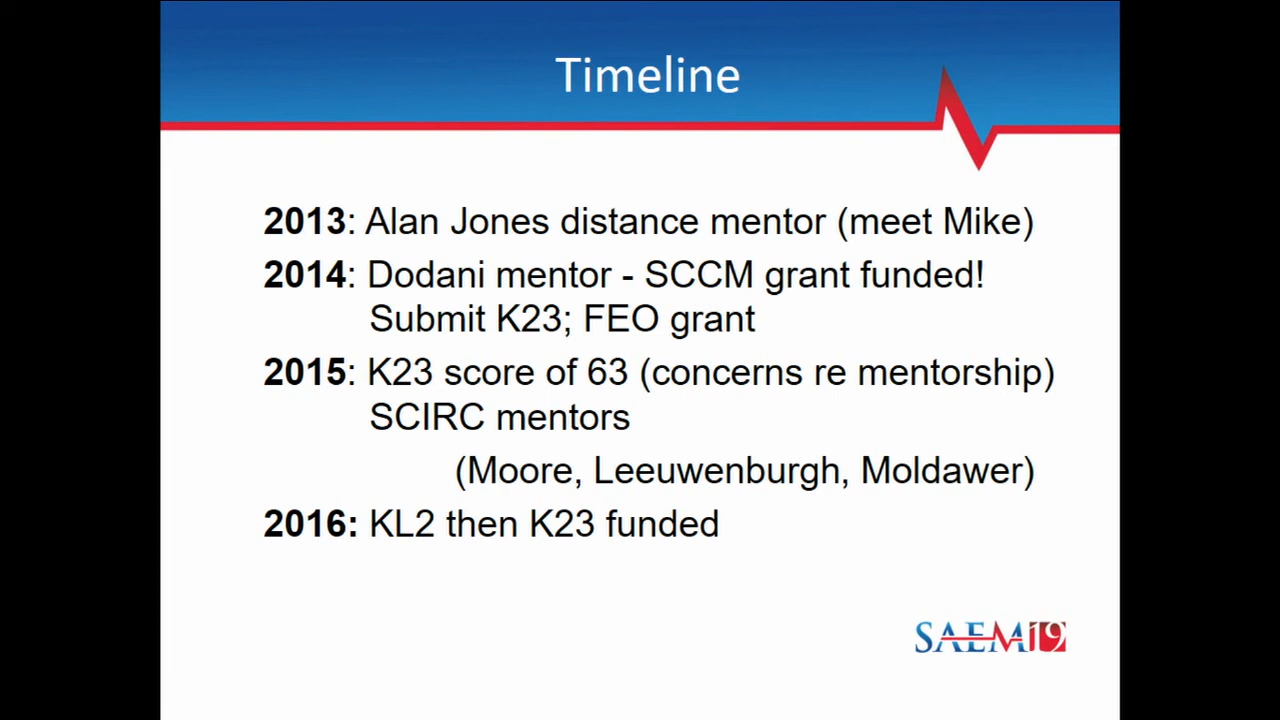 Timeline
2013: Alan Jones distance mentor (meet Mike)
2014: Dodani mentor - SCCM grant funded!
Submit K23; FEO grant
2015: K23 score of 63 (concerns re mentorship)
SCIRC mentors
(Moore, Leeuwenburgh, Moldawer)
2016: KL2 then K23 funded
SAEM19